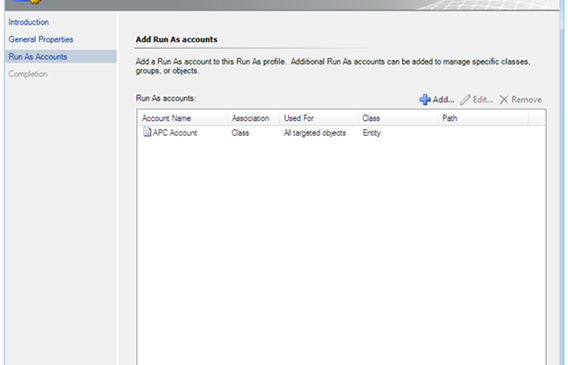 Introduction
General Properties
Run As Accounts
Completion
Add Run As accounts
Add a Run As account to this Run As profile. Additional Run As accounts can be added to manage specific classes,
groups, or objects.
Run As accounts:
Add... Edit... Remove
Account Name Association Used For Class Path
APC Account Class All targeted objects Entity